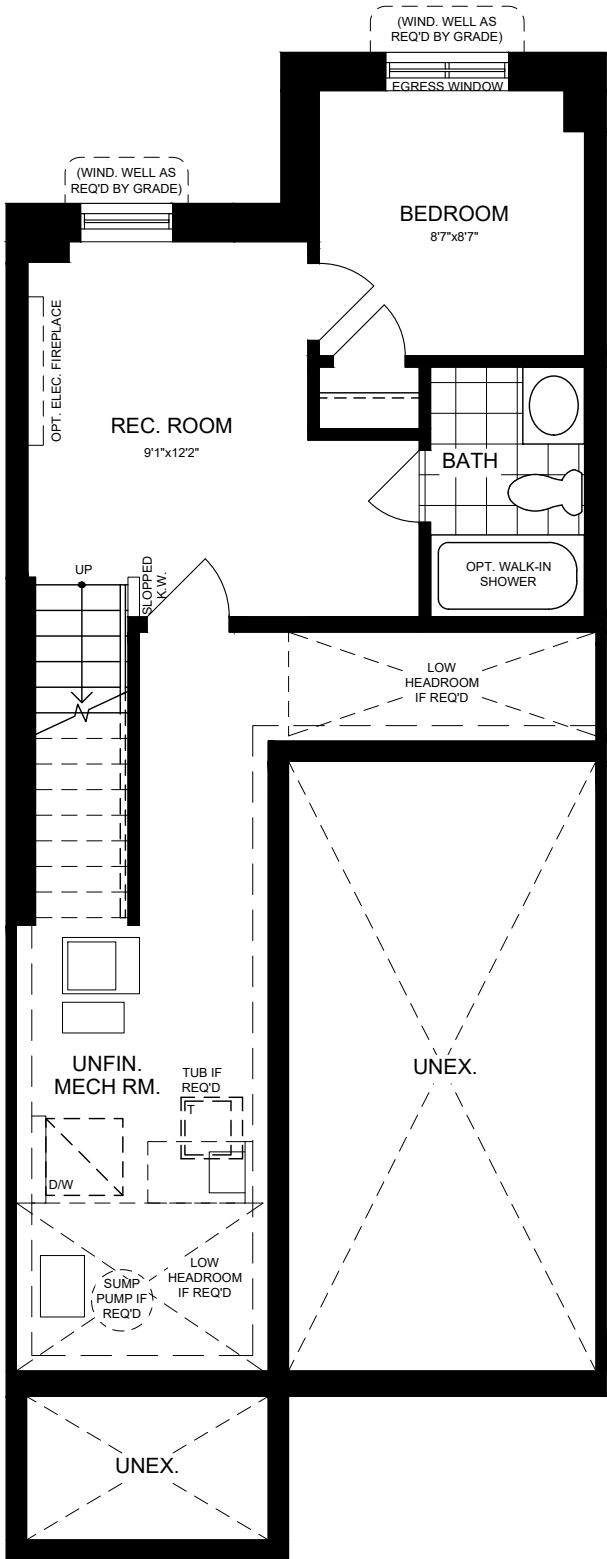 (WIND. WELL AS
REQ'D BY GRADE)
EGRESS WINDOW
(WIND. WELL AS
REQ'D BY GRADE)
BEDROOM
8'7"x8'7"
OPT. ELEC. FIREPLACE
REC. ROOM
9'1"x12'2"
BATH
UP
SLOPPED
K.W.
OPT. WALK-IN
SHOWER
LOW
HEADROOM
IF REQ'D
UNFIN.
MECH RM.
TUB IF
REQ'D
T
UNEX.
D/W
LOW
HEADROOM
IF REQ'D
SUMP
PUMP IF
REQ'D
UNEX.